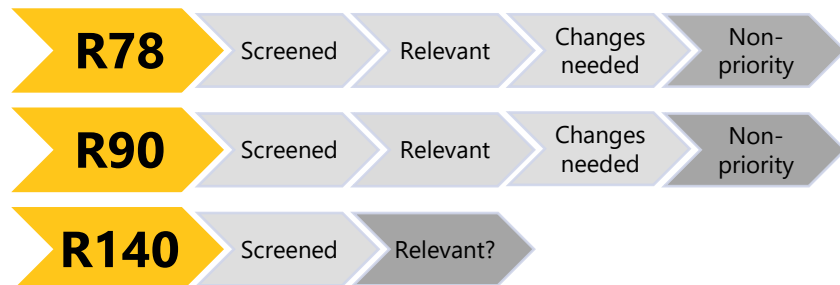 R78
Screened
Relevant
Changes
needed
Non-
priority
R90
Screened
Relevant
Changes
needed
Non-
priority
R140
Screened
Relevant?